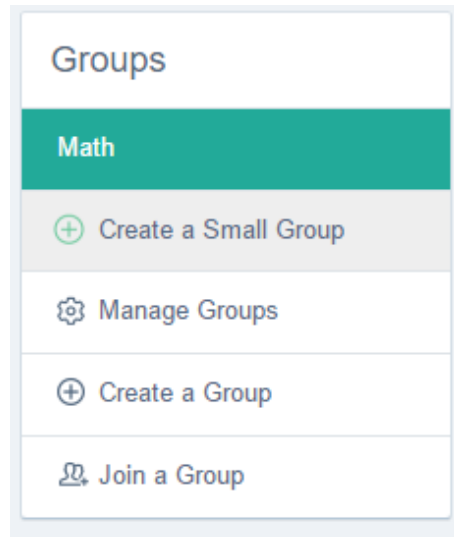 Groups
Math
Create a Small Group
Manage Groups
Create a Group
Join a Group